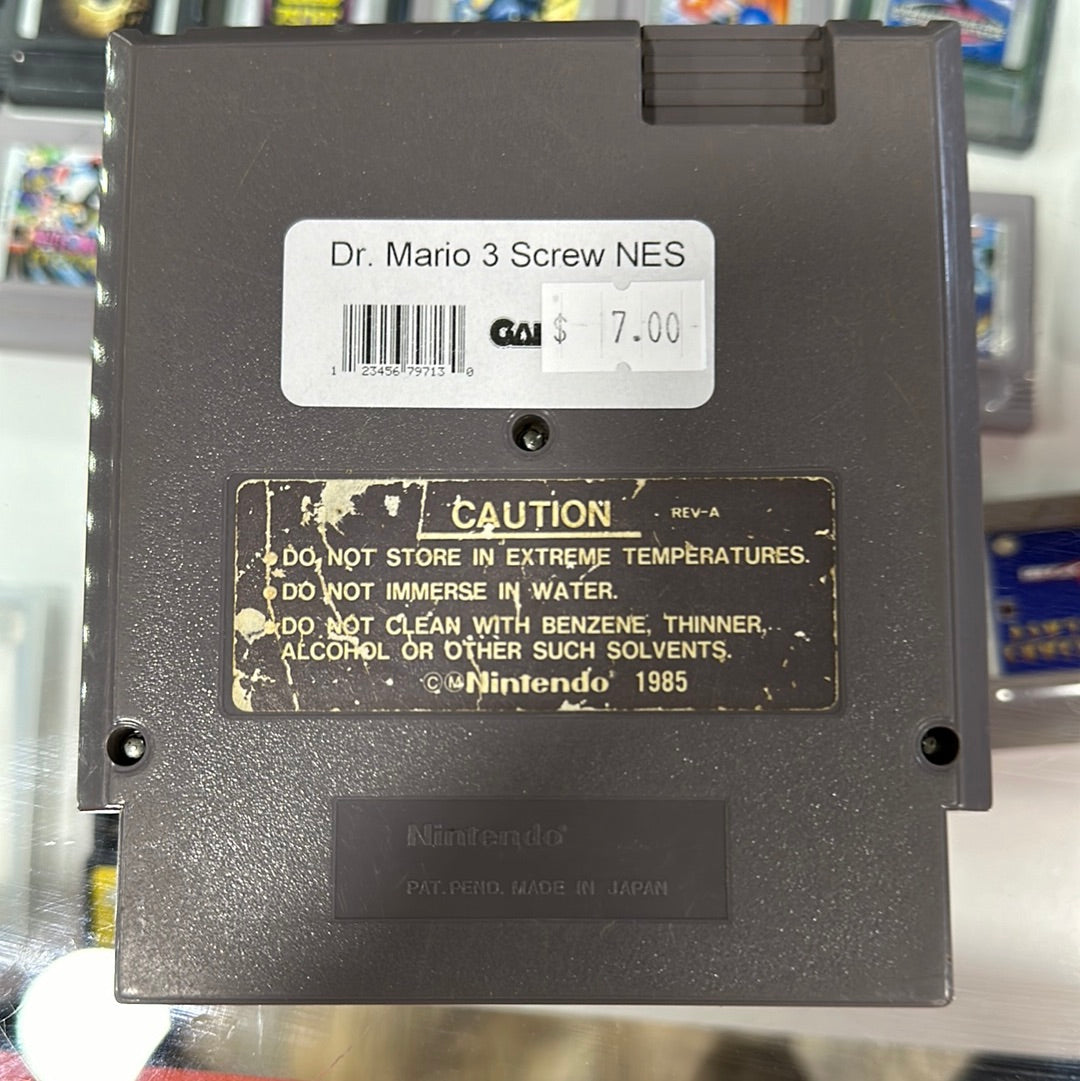 Dr. Mario 3 Screw NES
$ 7.00
1 23456 79713 0
CAUTION REV-A
● DO NOT STORE IN EXTREME TEMPERATURES.
● DO NOT IMMERSE IN WATER.
● DO NOT CLEAN WITH BENZENE, THINNER,
ALCOHOL OR OTHER SUCH SOLVENTS.
©Ⓜ Nintendo® 1985
Nintendo®
PAT. PEND. MADE IN JAPAN